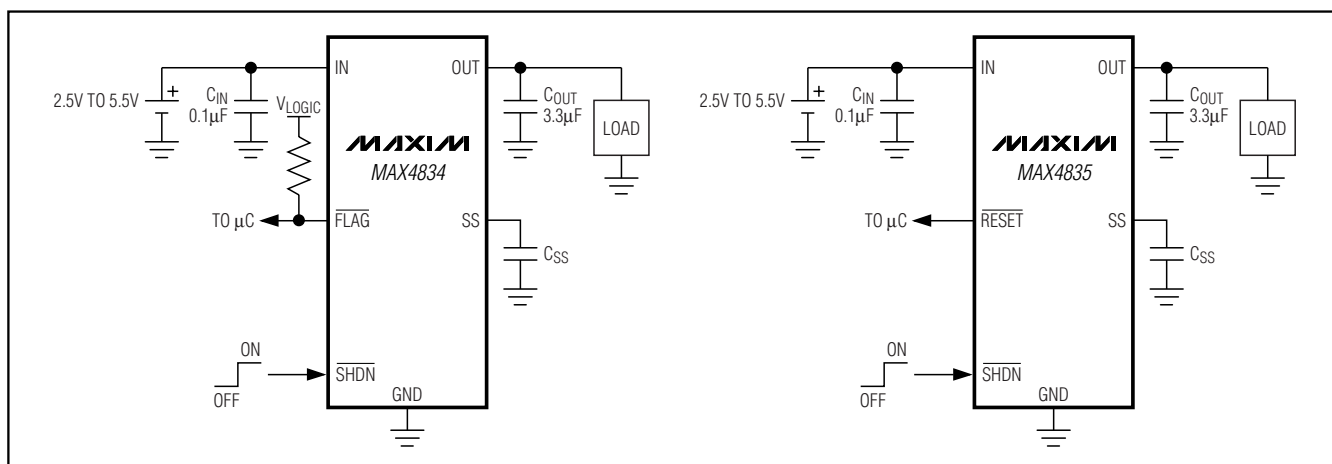 IN
OUT
2.5V TO 5.5V
+
CIN
0.1µF
VLOGIC
COUT
3.3µF
LOAD
MAXIM
MAX4834
TO µC
FLAG
SS
CSS
ON
OFF
SHDN
GND
IN
OUT
2.5V TO 5.5V
+
CIN
0.1µF
COUT
3.3µF
LOAD
MAXIM
MAX4835
TO µC
RESET
SS
CSS
ON
OFF
SHDN
GND